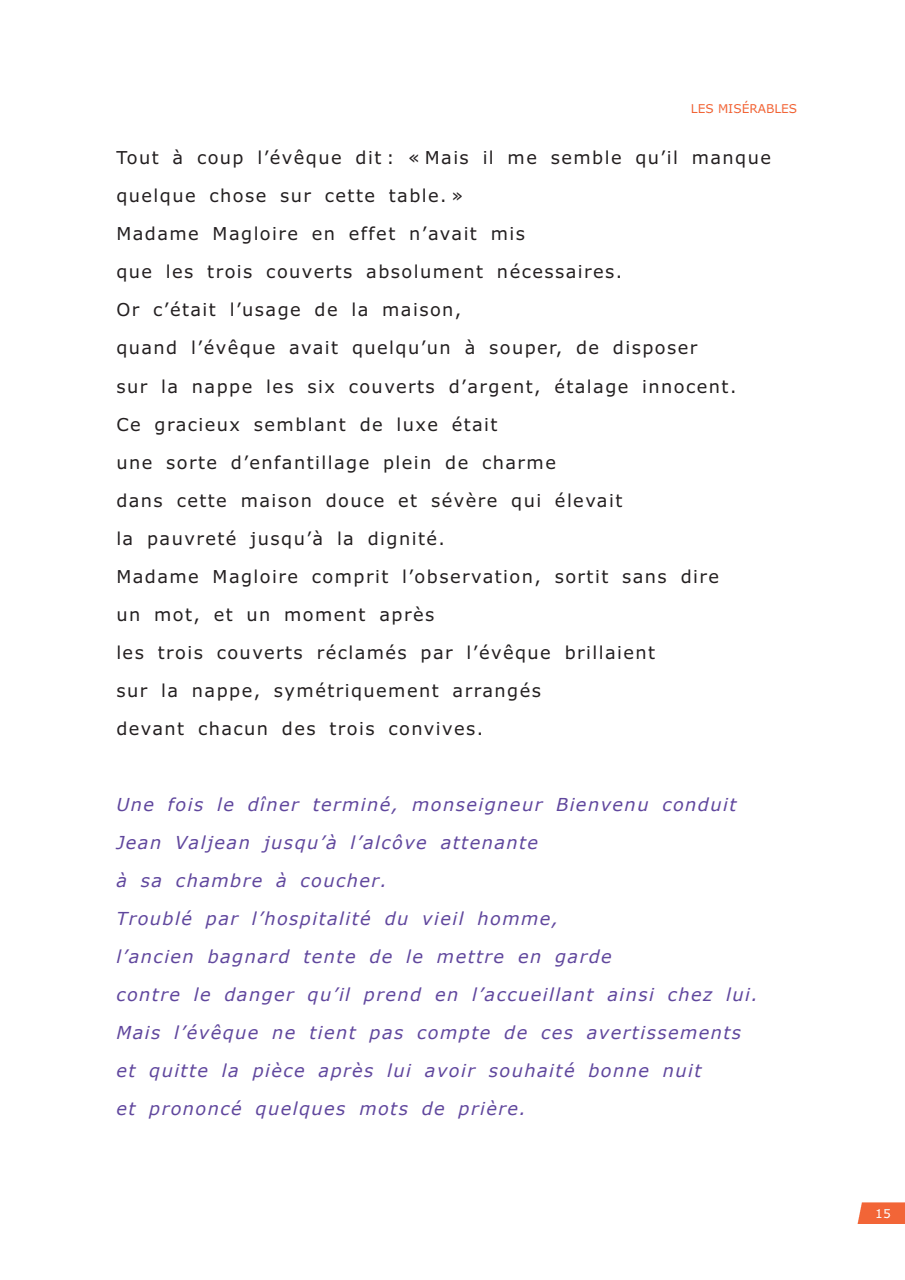 LES MISÉRABLES
Tout à coup l’évêque dit : « Mais il me semble qu’il manque
quelque chose sur cette table. »
Madame Magloire en effet n’avait mis
que les trois couverts absolument nécessaires.
Or c’était l’usage de la maison,
quand l’évêque avait quelqu’un à souper, de disposer
sur la nappe les six couverts d’argent, étalage innocent.
Ce gracieux semblant de luxe était
une sorte d’enfantillage plein de charme
dans cette maison douce et sévère qui élevait
la pauvreté jusqu’à la dignité.
Madame Magloire comprit l’observation, sortit sans dire
un mot, et un moment après
les trois couverts réclamés par l’évêque brillaient
sur la nappe, symétriquement arrangés
devant chacun des trois convives.
Une fois le dîner terminé, monseigneur Bienvenu conduit
Jean Valjean jusqu’à l’alcôve attenante
à sa chambre à coucher.
Troublé par l’hospitalité du vieil homme,
l’ancien bagnard tente de le mettre en garde
contre le danger qu’il prend en l’accueillant ainsi chez lui.
Mais l’évêque ne tient pas compte de ces avertissements
et quitte la pièce après lui avoir souhaité bonne nuit
et prononcé quelques mots de prière.
15